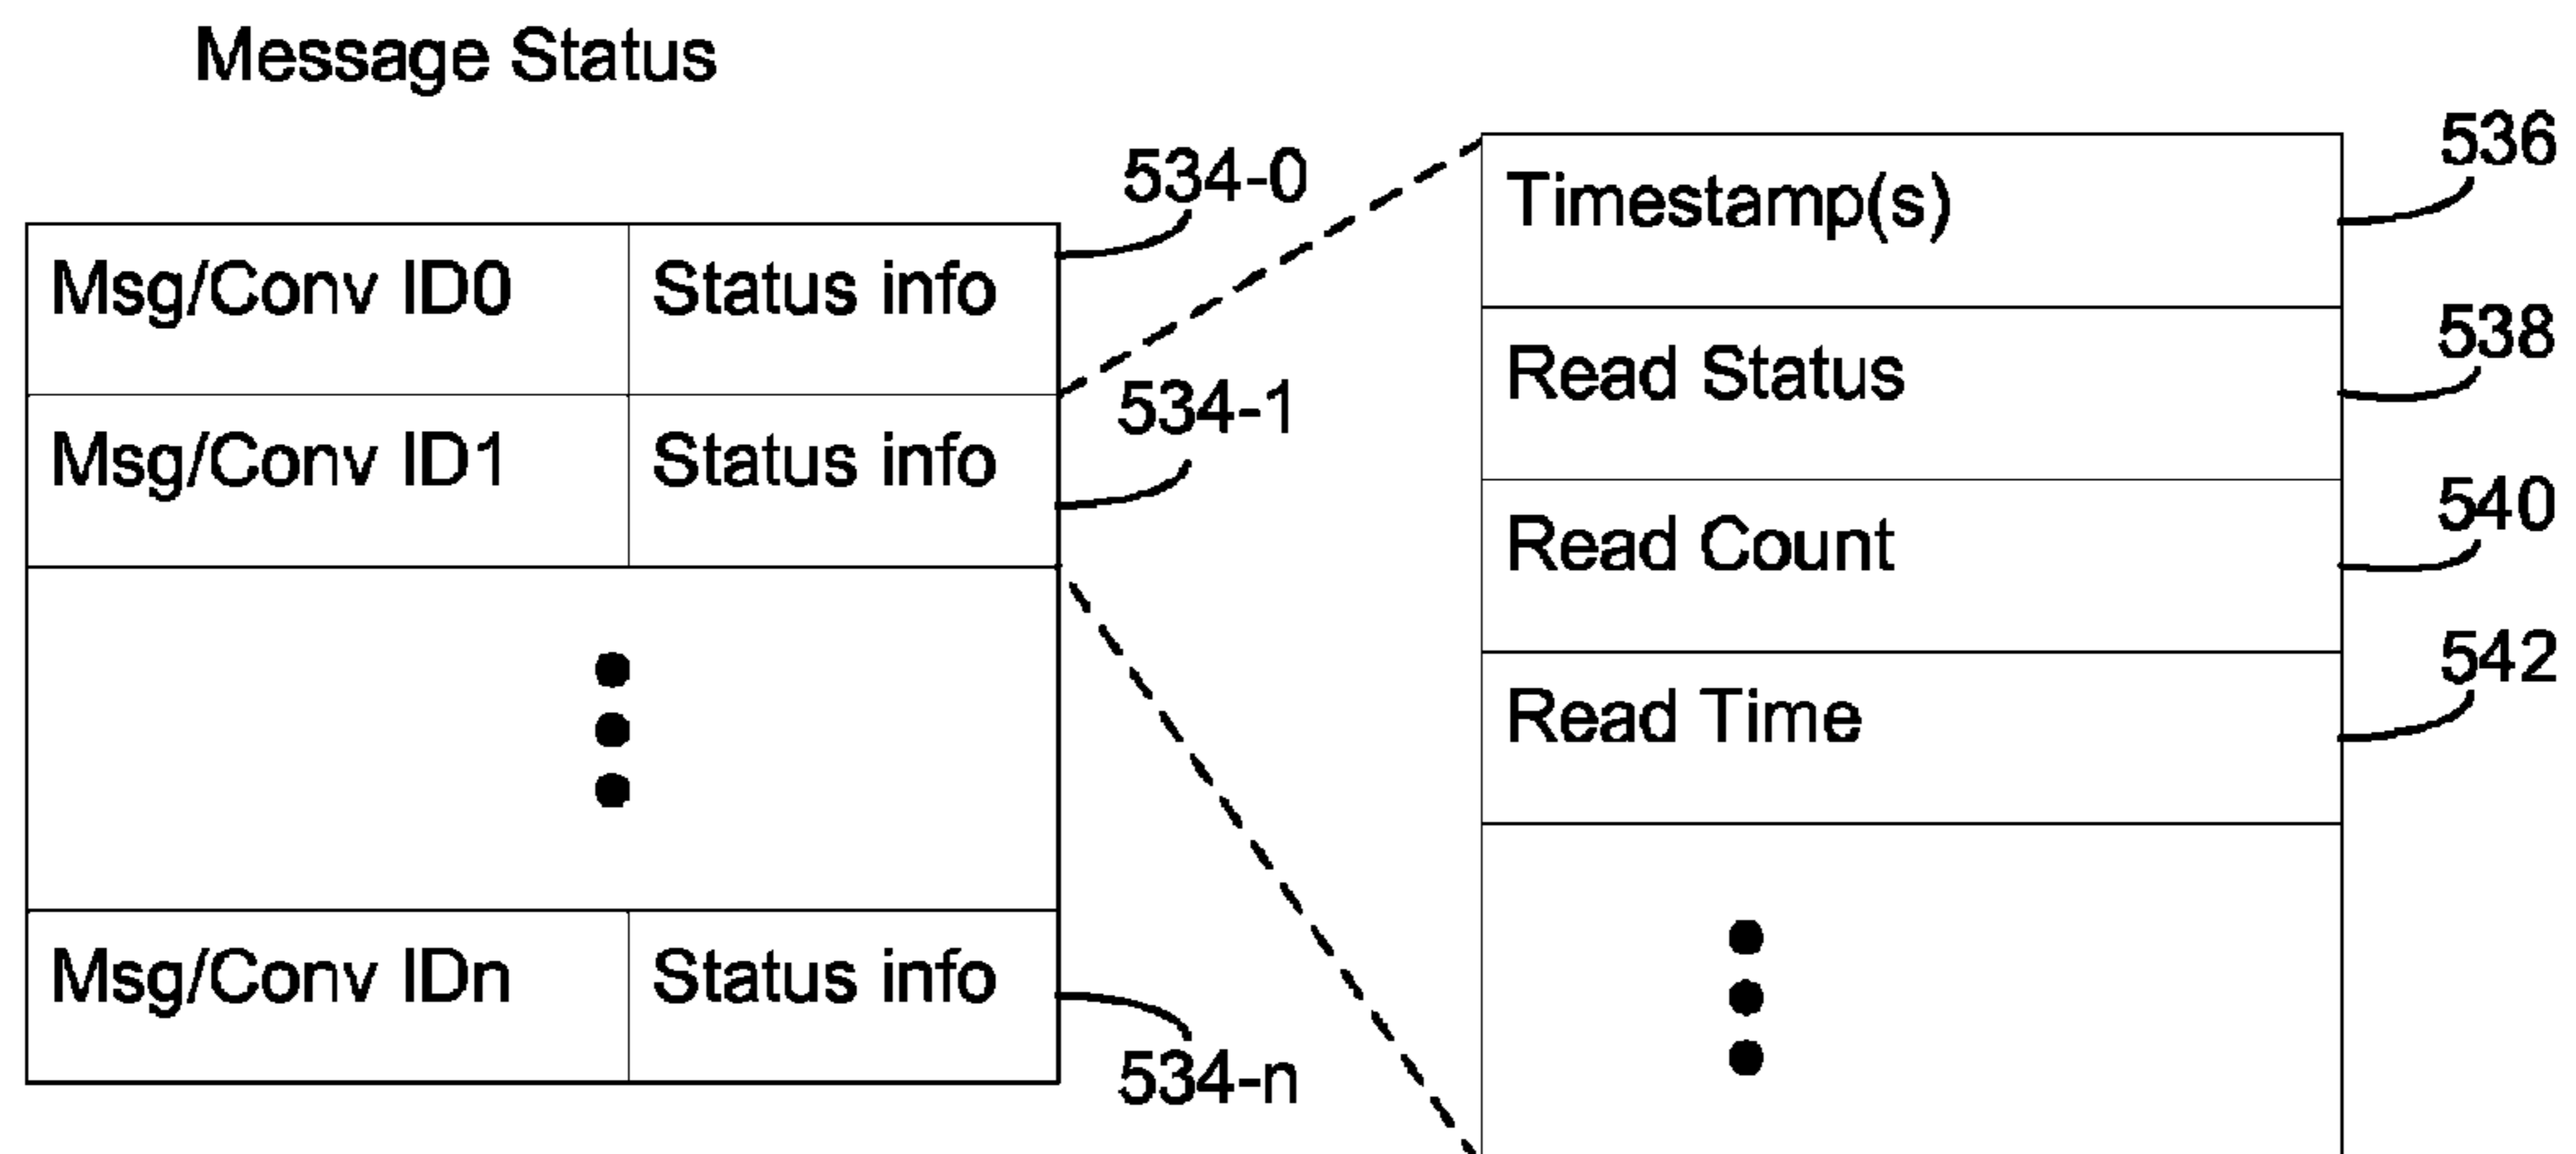 Message Status
534-0
Msg/Conv ID0 Status info
534-1
Msg/Conv ID1 Status info
Msg/Conv IDn Status info
534-n
536
Timestamp(s)
538
Read Status
540
Read Count
542
Read Time